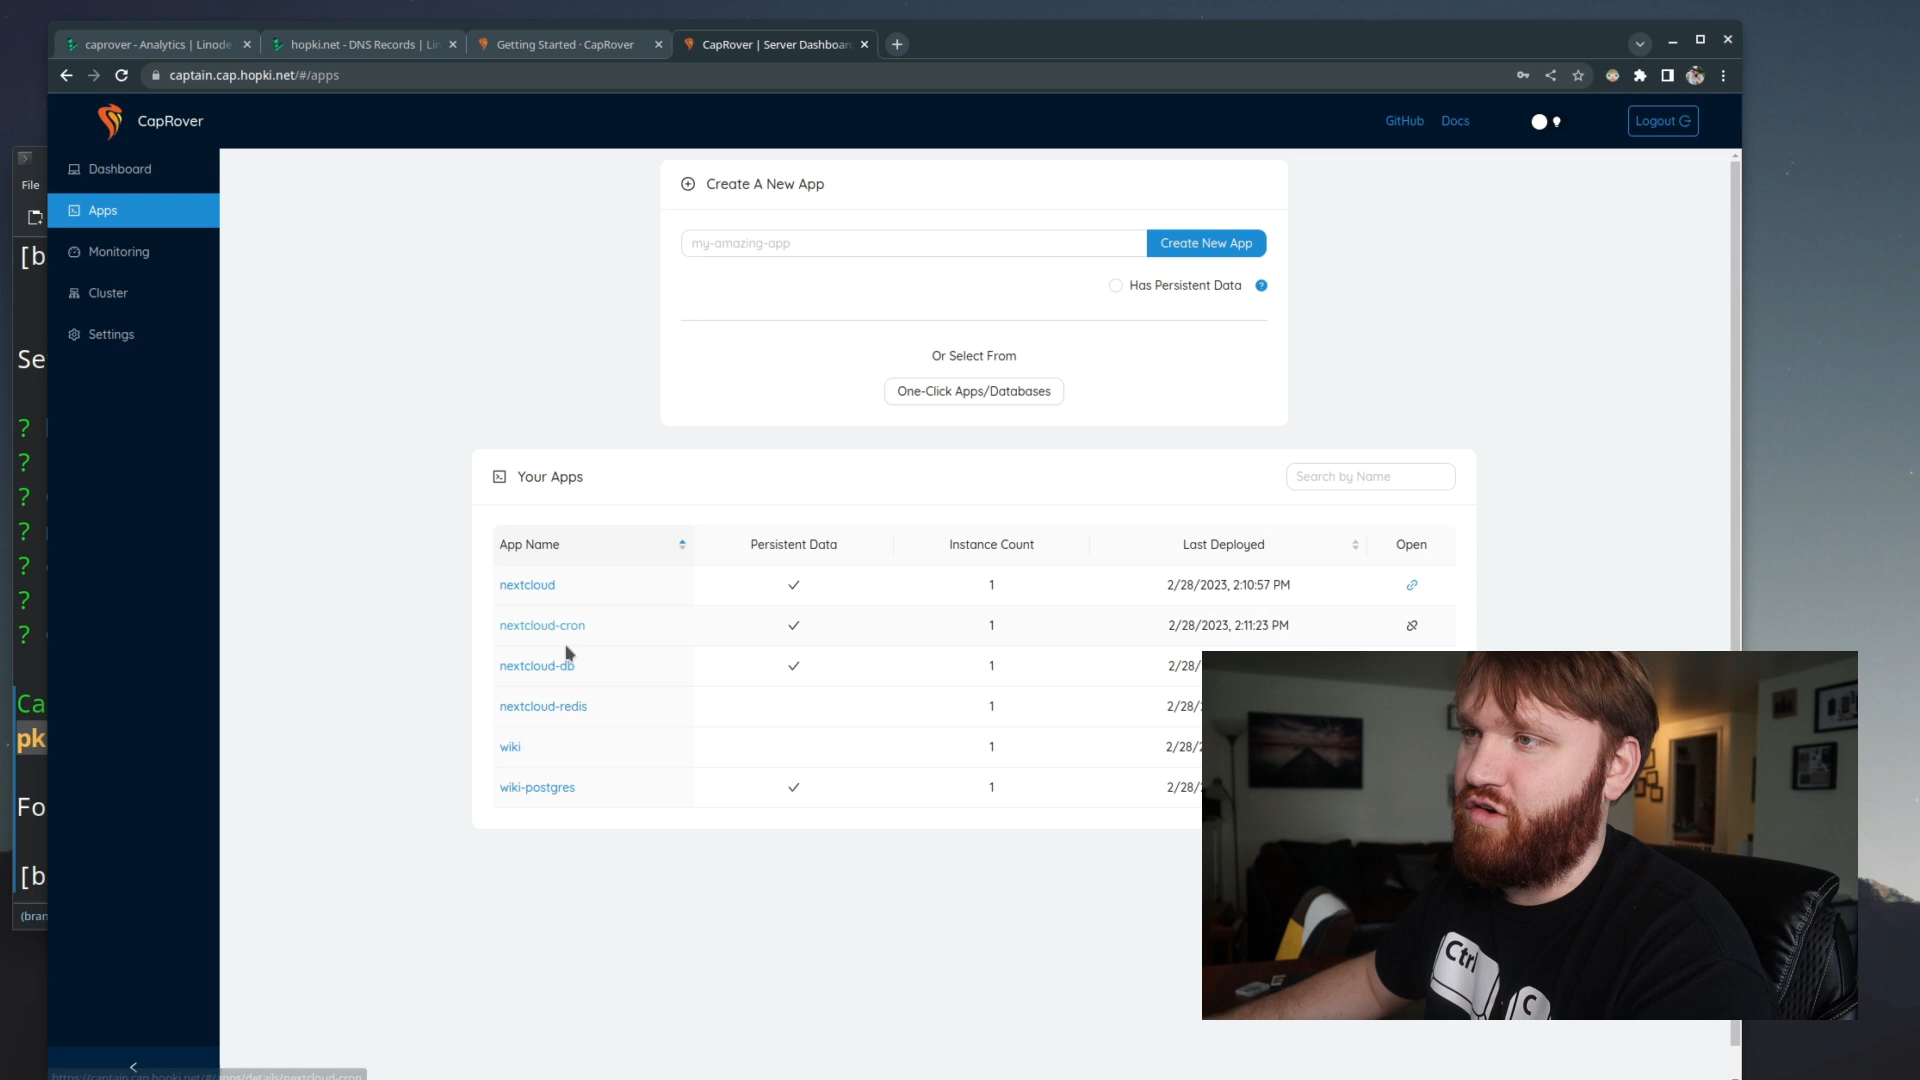 caprover - Analytics | Linode
hopki.net - DNS Records | Lin
Getting Started · CapRover
CapRover | Server Dashboar
captain.cap.hopki.net/#/apps
CapRover
GitHub
Docs
Logout
Dashboard
Apps
Monitoring
Cluster
Settings
File
[b
Se
?
?
?
?
?
?
?
Ca
pk
Fo
[b
(bran
Create A New App
my-amazing-app
Create New App
Has Persistent Data
Or Select From
One-Click Apps/Databases
Your Apps
Search by Name
App Name Persistent Data Instance Count Last Deployed Open
nextcloud 1 2/28/2023, 2:10:57 PM
nextcloud-cron 1 2/28/2023, 2:11:23 PM
nextcloud-db 1 2/28/
nextcloud-redis 1 2/28/
wiki 1 2/28/2
wiki-postgres 1 2/28/
https://captain.cap.hopki.net/#/apps/details/nextcloud-cron
Ctrl
C